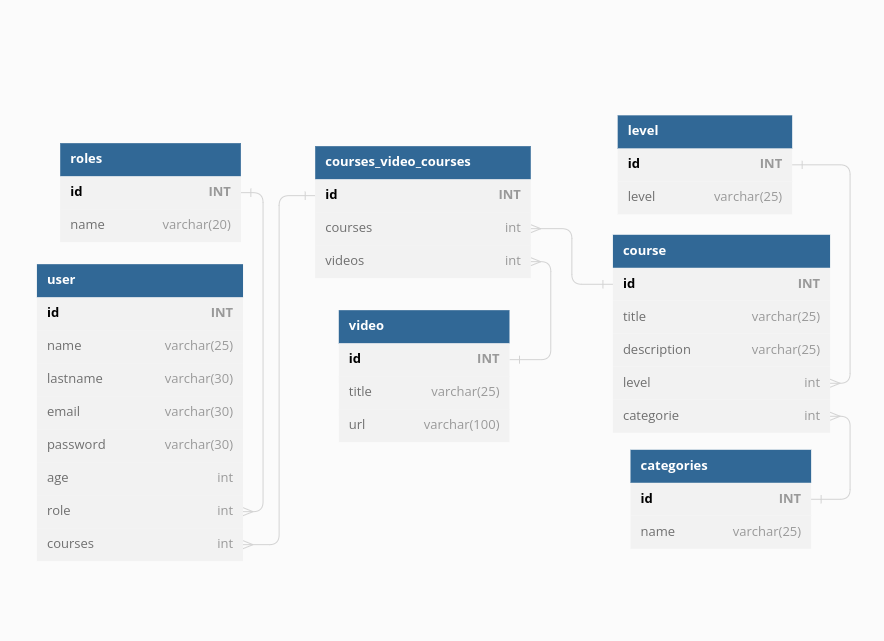 roles
id INT
name varchar(20)
user
id INT
name varchar(25)
lastname varchar(30)
email varchar(30)
password varchar(30)
age int
role int
courses int
courses_video_courses
id INT
courses int
videos int
video
id INT
title varchar(25)
url varchar(100)
level
id INT
level varchar(25)
course
id INT
title varchar(25)
description varchar(25)
level int
categorie int
categories
id INT
name varchar(25)